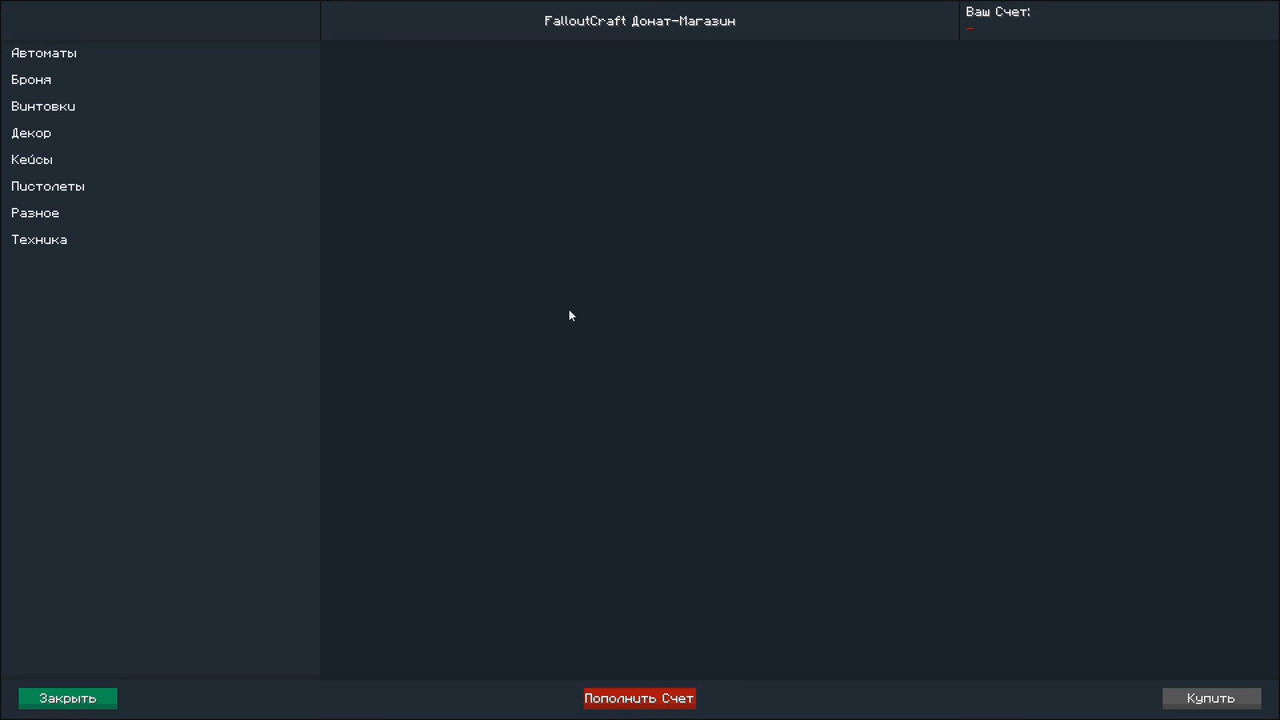 FalloutCraft Донат-Магазин
Ваш Счет:
Автоматы
Броня
Винтовки
Декор
Кейсы
Пистолеты
Разное
Техника
Закрыть
Пополнить Счет
Купить